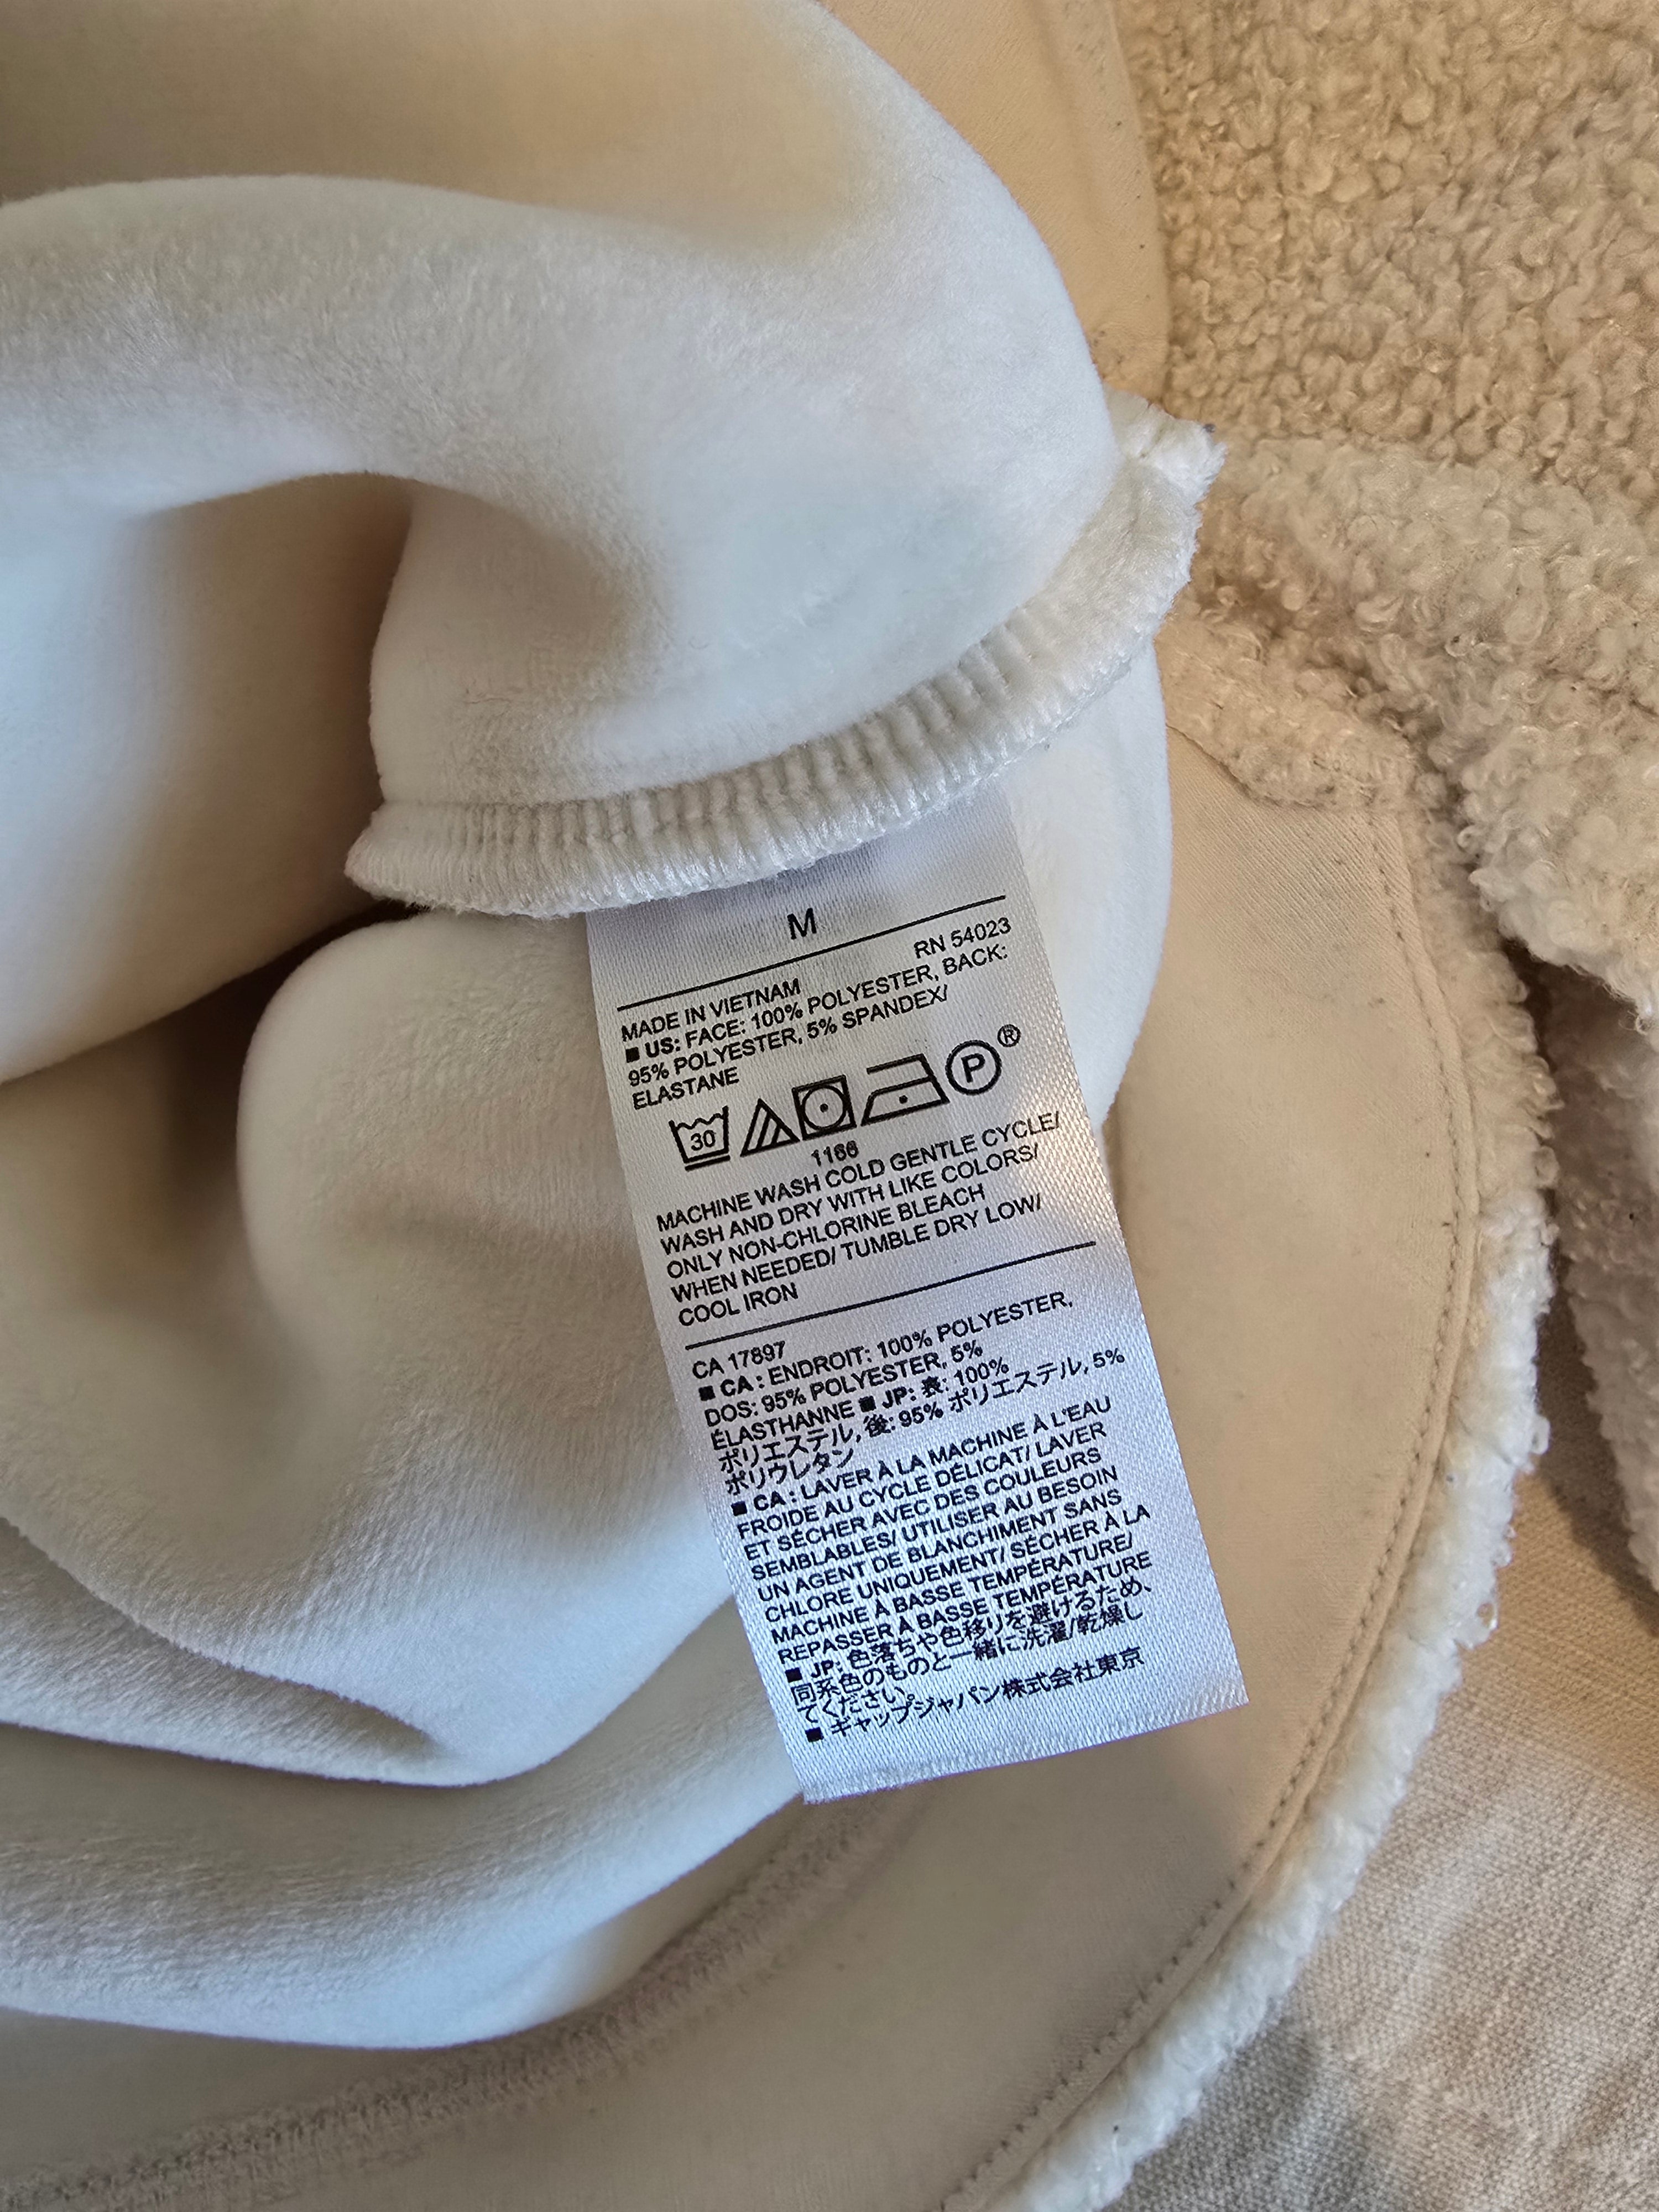 M
RN 54023
MADE IN VIETNAM
■ US: FACE: 100% POLYESTER, BACK:
95% POLYESTER, 5% SPANDEX/
ELASTANE
30
P
®
1166
MACHINE WASH COLD GENTLE CYCLE/
WASH AND DRY WITH LIKE COLORS/
ONLY NON-CHLORINE BLEACH
WHEN NEEDED/ TUMBLE DRY LOW/
COOL IRON
CA 17897
■ CA : ENDROIT: 100% POLYESTER,
DOS: 95% POLYESTER, 5%
ÉLASTHANNE ■ JP: 表: 100%
ポリエステル, 後: 95% ポリエステル, 5%
ポリウレタン
■ CA : LAVER À LA MACHINE À L'EAU
FROIDE AU CYCLE DÉLICAT/ LAVER
ET SÉCHER AVEC DES COULEURS
SEMBLABLES/ UTILISER AU BESOIN
UN AGENT DE BLANCHIMENT SANS
CHLORE UNIQUEMENT/ SÉCHER À LA
MACHINE À BASSE TEMPÉRATURE/
REPASSER À BASSE TEMPÉRATURE
■ JP: 色落ちや色移りを避けるため、
同系色のものと一緒に洗濯/乾燥し
てください。
■ ギャップジャパン株式会社東京